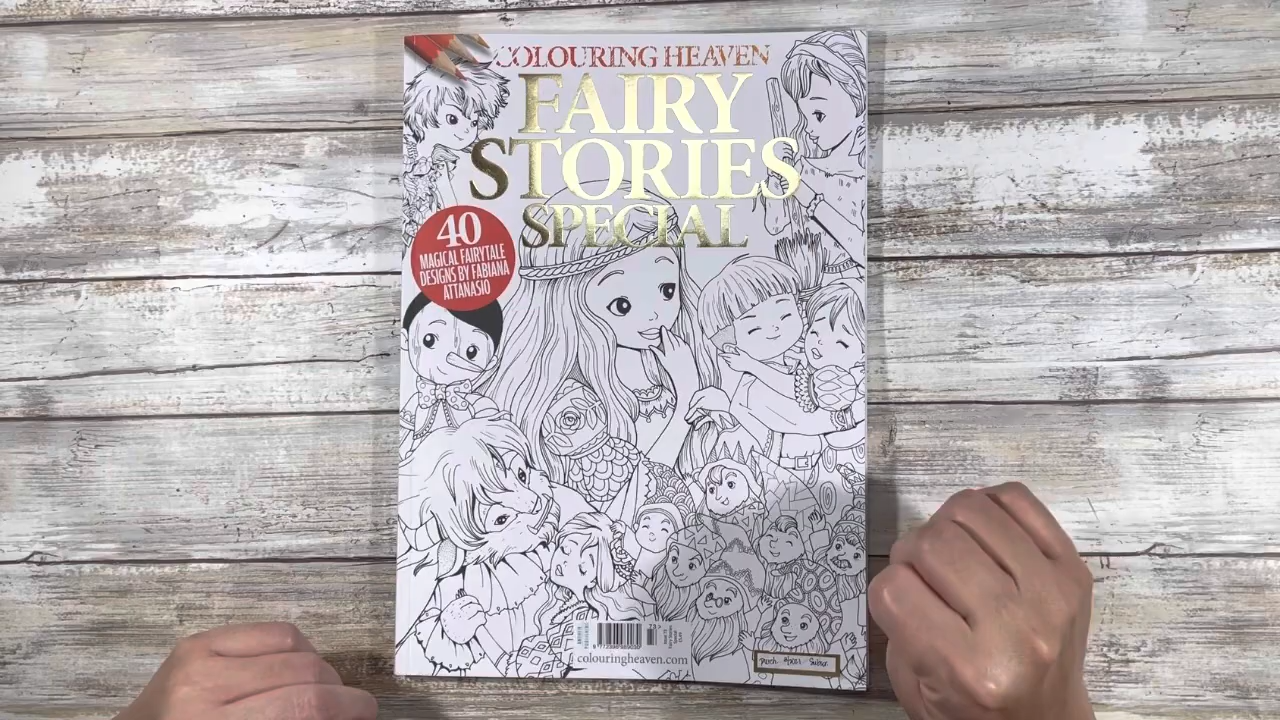 COLOURING HEAVEN
FAIRY
STORIES
SPECIAL
40
MAGICAL FAIRYTALE
DESIGNS BY FABIANA
ATTANASIO
colouringheaven.com